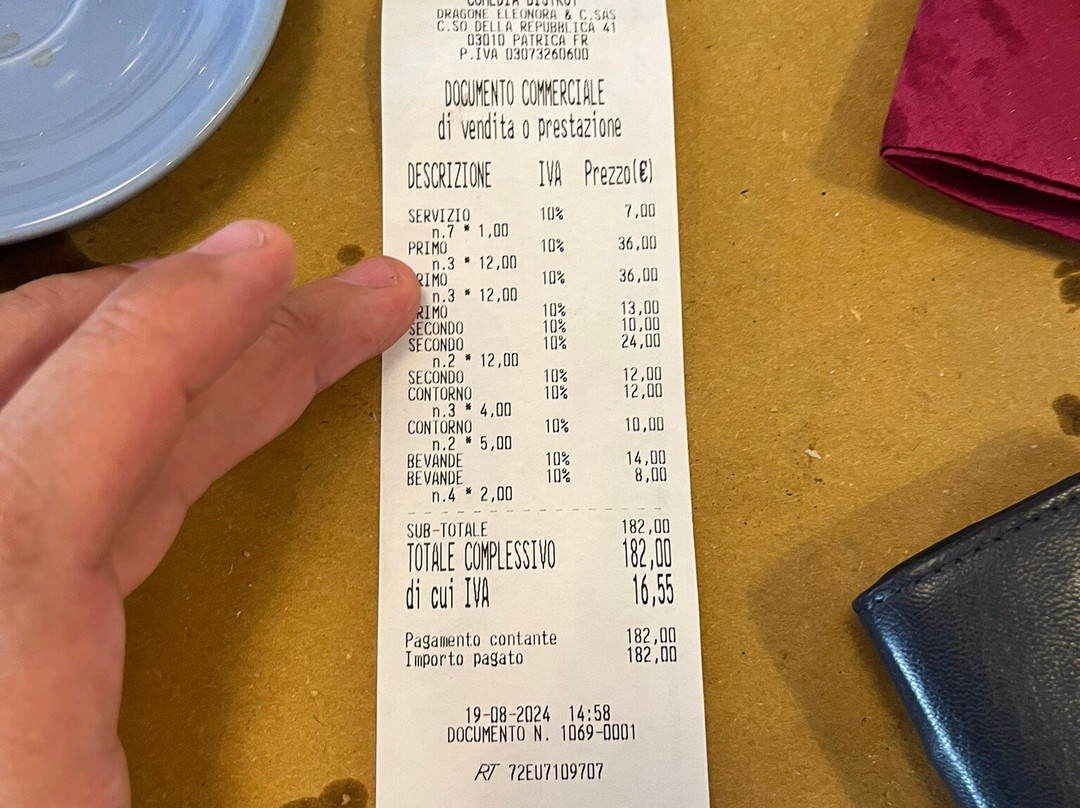 DRAGONE ELEONORA & C.SAS
C.SO DELLA REPUBBLICA 41
03010 PATRICA FR
P.IVA 03073260600
DOCUMENTO COMMERCIALE
di vendita o prestazione
DESCRIZIONE IVA Prezzo(€)
SERVIZIO 10% 7,00
n.7 * 1,00
PRIMO 10% 36,00
n.3 * 12,00
RIMO 10% 36,00
n.3 * 12,00
RIMO 10% 13,00
SECONDO 10% 10,00
SECONDO 10% 24,00
n.2 * 12,00
SECONDO 10% 12,00
CONTORNO 10% 12,00
n.3 * 4,00
CONTORNO 10% 10,00
n.2 * 5,00
BEVANDE 10% 14,00
BEVANDE 10% 8,00
n.4 * 2,00
SUB-TOTALE 182,00
TOTALE COMPLESSIVO 182,00
di cui IVA 16,55
Pagamento contante 182,00
Importo pagato 182,00
19-08-2024 14:58
DOCUMENTO N. 1069-0001
RT 72EU7109707